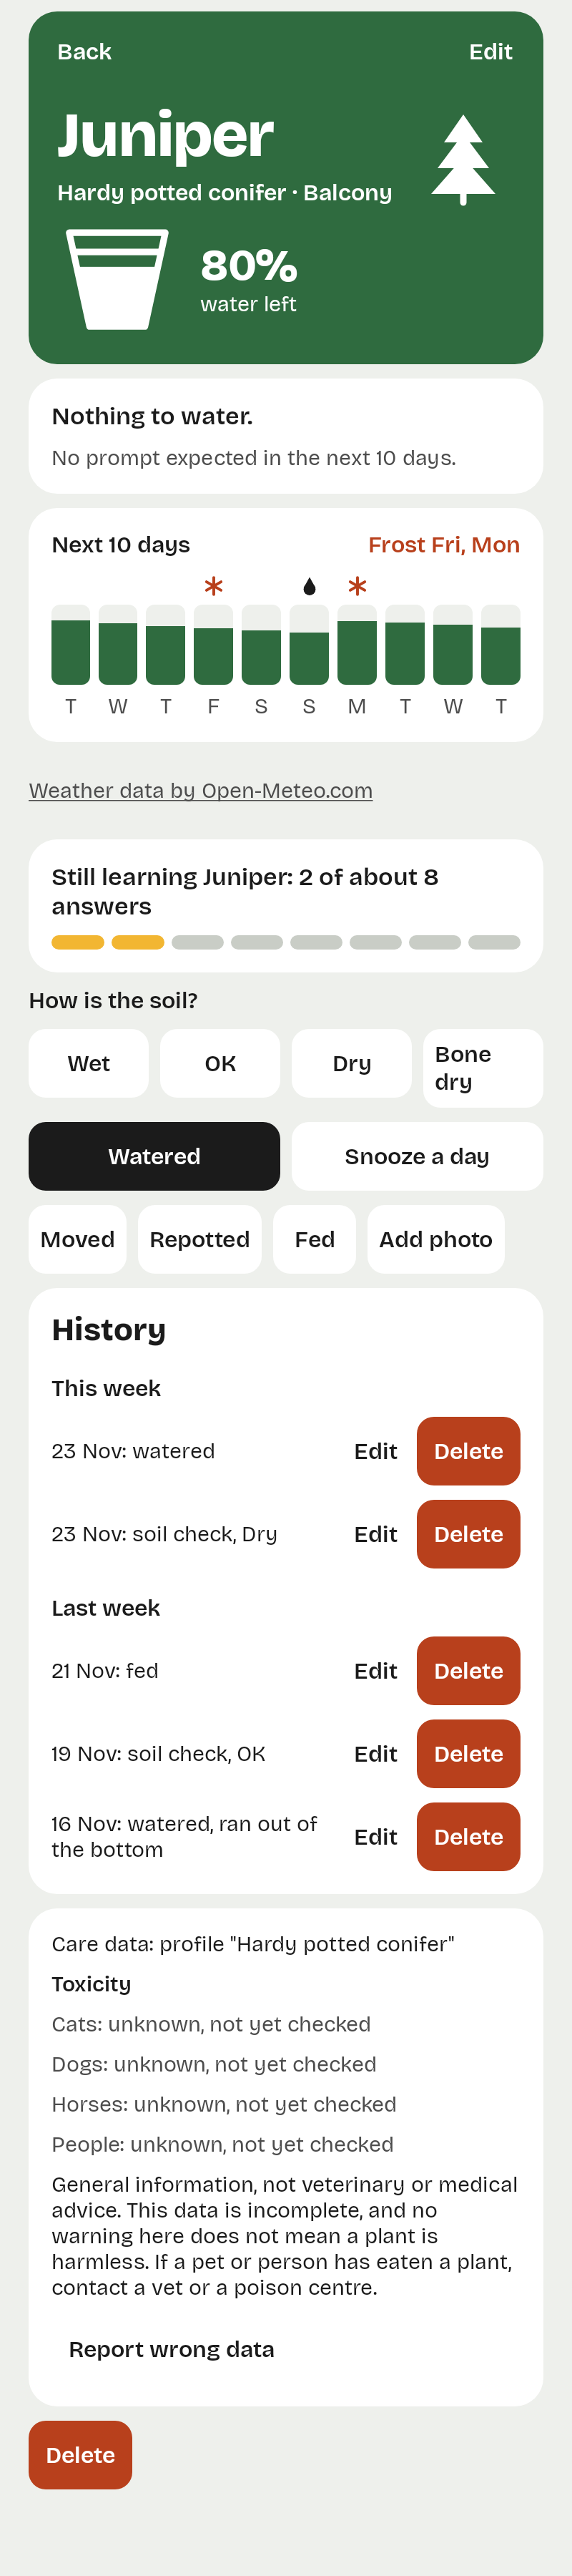 Back
Edit
Juniper
Hardy potted conifer · Balcony
80%
water left
Nothing to water.
No prompt expected in the next 10 days.
Next 10 days
Frost Fri, Mon
T W T F S S M T W T
Weather data by Open-Meteo.com
Still learning Juniper: 2 of about 8
answers
How is the soil?
Wet
OK
Dry
Bone
dry
Watered
Snooze a day
Moved
Repotted
Fed
Add photo
History
This week
23 Nov: watered
Edit
Delete
23 Nov: soil check, Dry
Edit
Delete
Last week
21 Nov: fed
Edit
Delete
19 Nov: soil check, OK
Edit
Delete
16 Nov: watered, ran out of
the bottom
Edit
Delete
Care data: profile "Hardy potted conifer"
Toxicity
Cats: unknown, not yet checked
Dogs: unknown, not yet checked
Horses: unknown, not yet checked
People: unknown, not yet checked
General information, not veterinary or medical
advice. This data is incomplete, and no
warning here does not mean a plant is
harmless. If a pet or person has eaten a plant,
contact a vet or a poison centre.
Report wrong data
Delete